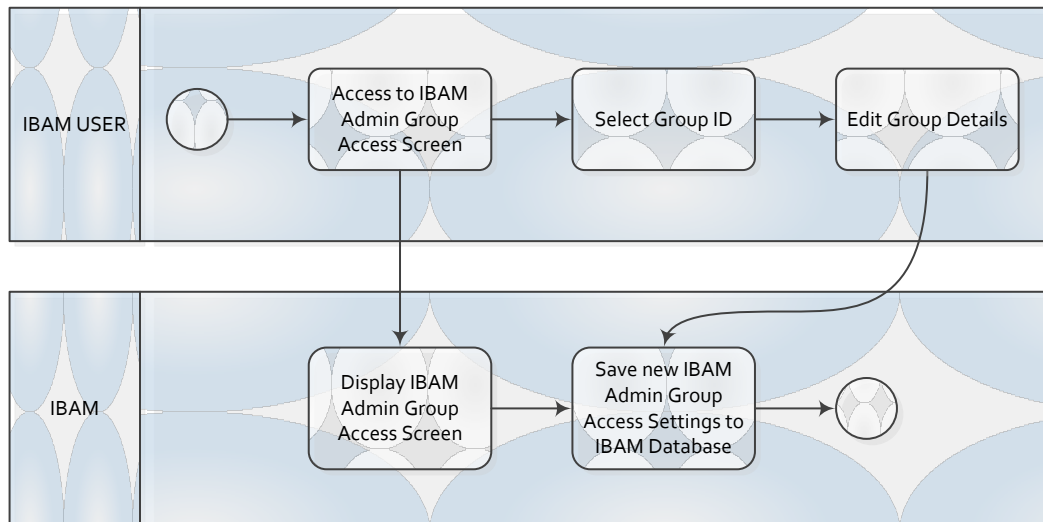 IBAM USER
Access to IBAM
Admin Group
Access Screen
Select Group ID
Edit Group Details
IBAM
Display IBAM
Admin Group
Access Screen
Save new IBAM
Admin Group
Access Settings to
IBAM Database